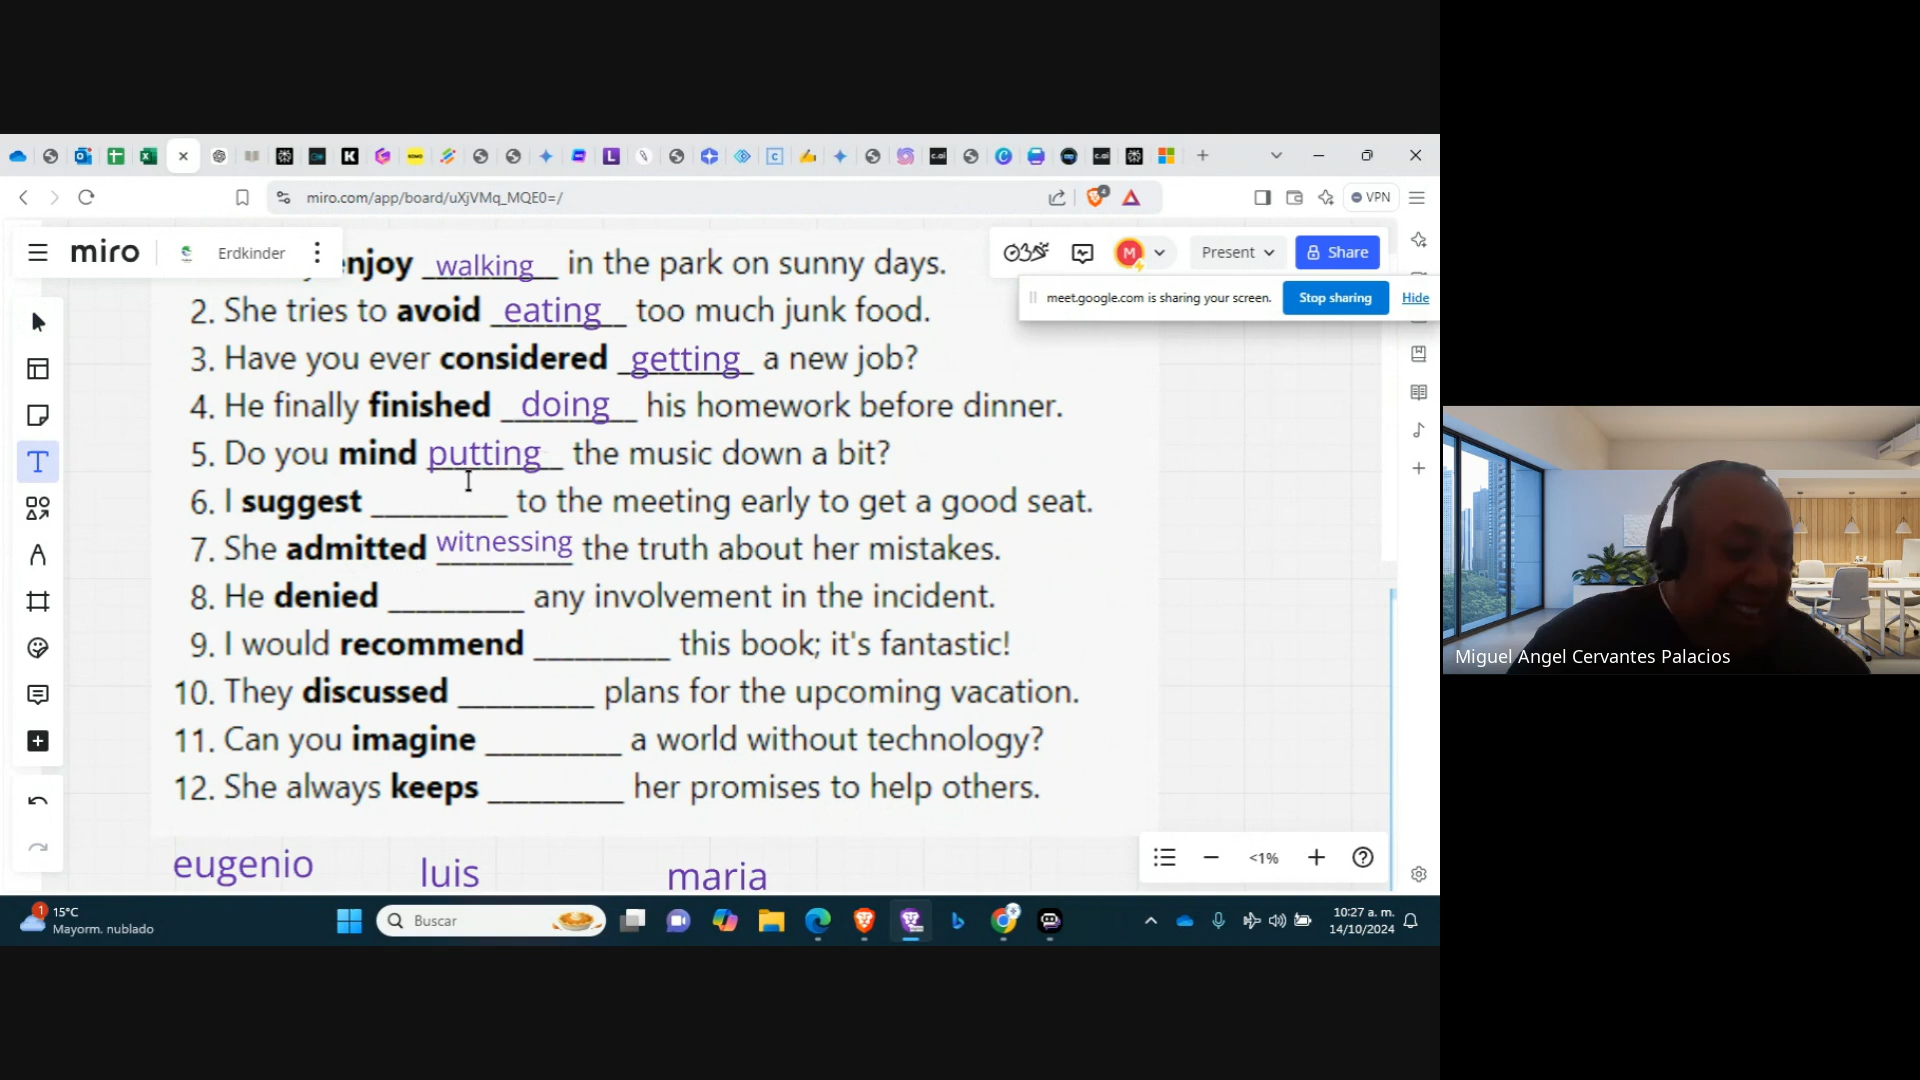 miro.com/app/board/uXjVMq_MQE0=/
VPN
miro
Erdkinder
Present
Share
meet.google.com is sharing your screen.
Stop sharing
Hide
enjoy walking in the park on sunny days.
2. She tries to avoid eating too much junk food.
3. Have you ever considered getting a new job?
4. He finally finished doing his homework before dinner.
5. Do you mind putting the music down a bit?
6. I suggest __________ to the meeting early to get a good seat.
7. She admitted witnessing the truth about her mistakes.
8. He denied __________ any involvement in the incident.
9. I would recommend __________ this book; it's fantastic!
10. They discussed __________ plans for the upcoming vacation.
11. Can you imagine __________ a world without technology?
12. She always keeps __________ her promises to help others.
eugenio
luis
maria
<1%
Miguel Angel Cervantes Palacios
15°C
Mayorm. nublado
Buscar
10:27 a. m.
14/10/2024